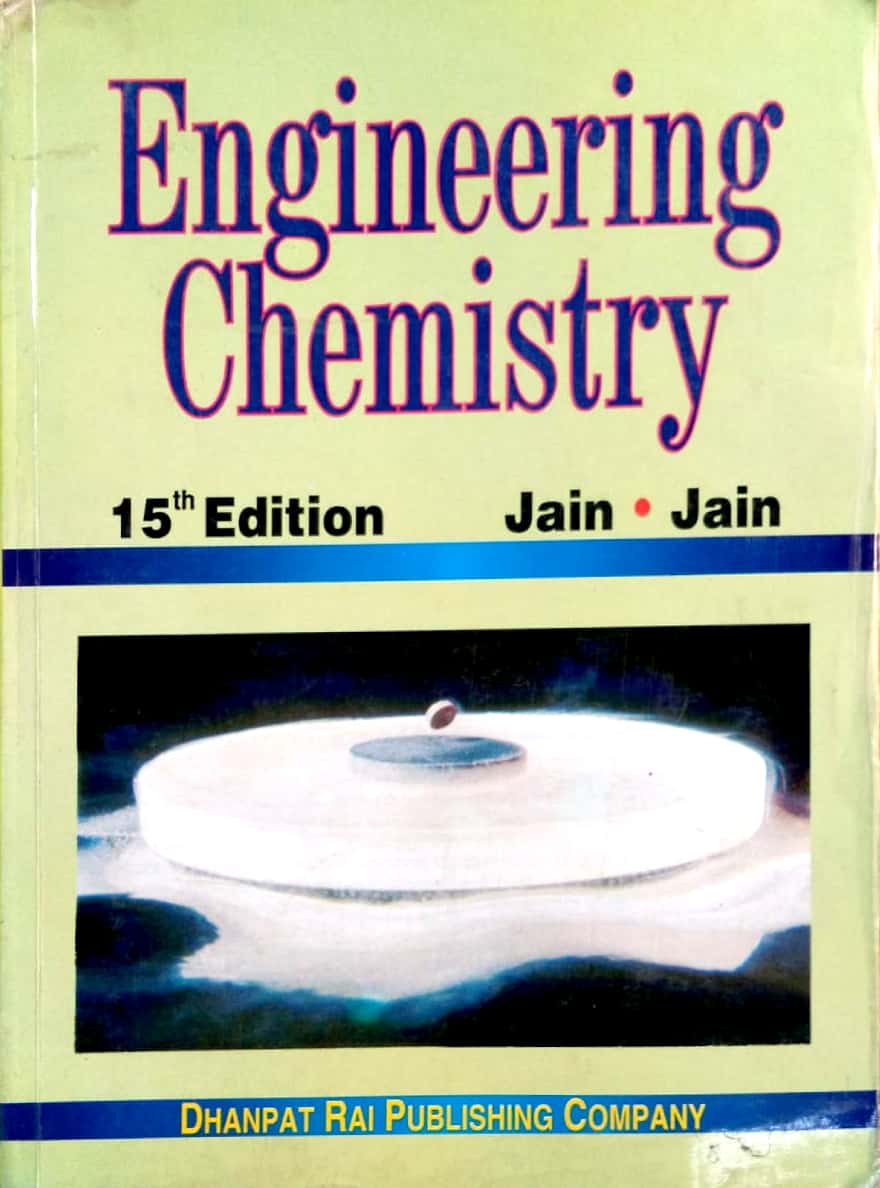 Engineering
Chemistry
15th Edition Jain • Jain
DHANPAT RAI PUBLISHING COMPANY